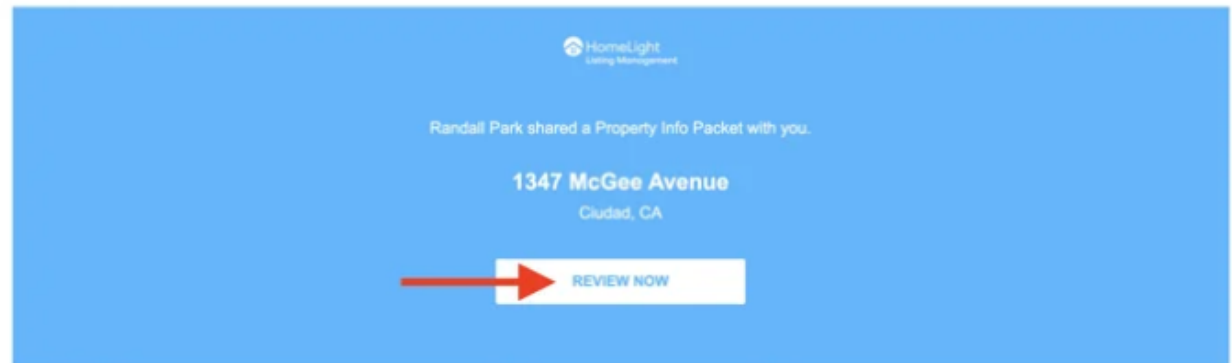 HomeLight
Listing Management
Randall Park shared a Property Info Packet with you.
1347 McGee Avenue
Ciudad, CA
REVIEW NOW